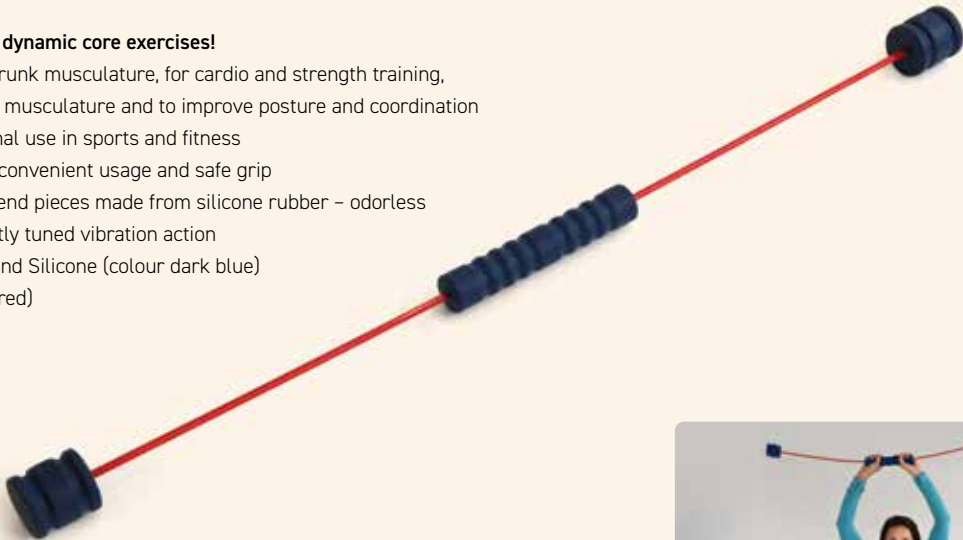 dynamic core exercises!
runk musculature, for cardio and strength training,
musculature and to improve posture and coordination
nal use in sports and fitness
convenient usage and safe grip
end pieces made from silicone rubber – odorless
tly tuned vibration action
nd Silicone (colour dark blue)
red)